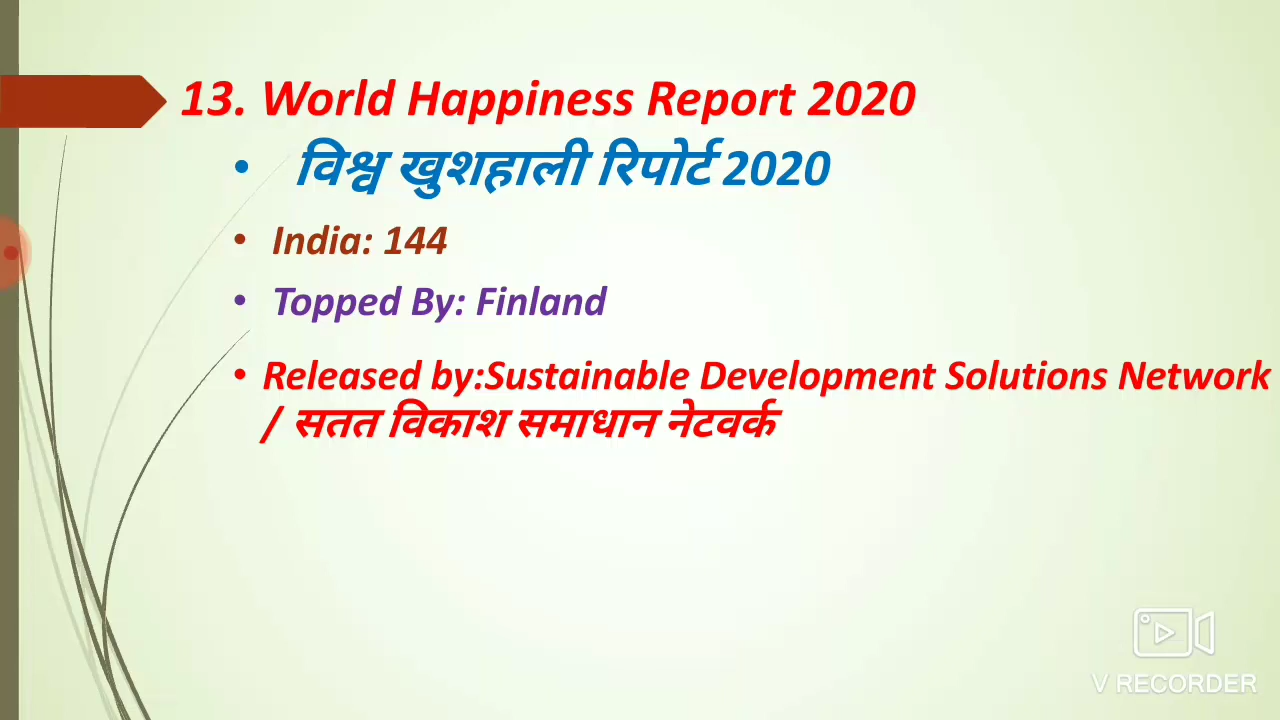 13. World Happiness Report 2020
• विश्व खुशहाली रिपोर्ट 2020
• India: 144
• Topped By: Finland
• Released by:Sustainable Development Solutions Network
/ सतत विकाश समाधान नेटवर्क
V RECORDER